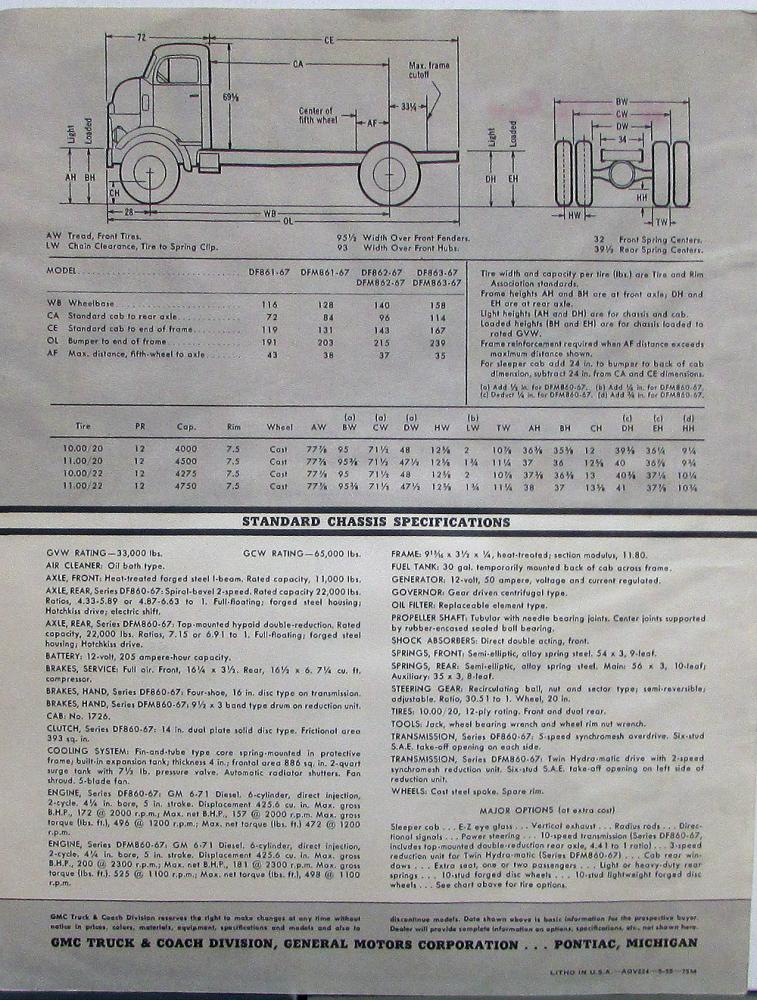 72
CE
CA
Max. frame
cutoff
69⅛
Center of
fifth wheel
AF
33¼
Light
Loaded
AH
BH
CH
28
WB
OL
Light
Loaded
DH
EH
BW
CW
DW
34
HH
HW
TW
AW Tread, Front Tires.
LW Chain Clearance, Tire to Spring Clip.
95½ Width Over Front Fenders.
93 Width Over Front Hubs.
32 Front Spring Centers.
39½ Rear Spring Centers.
MODEL DF861-67 DFM861-67 DF862-67 DF863-67
DFM862-67 DFM863-67
WB Wheelbase 116 128 140 158
CA Standard cab to rear axle 72 84 96 114
CE Standard cab to end of frame 119 131 143 167
OL Bumper to end of frame 191 203 215 239
AF Max. distance, fifth-wheel to axle 43 38 37 35
Tire width and capacity per tire (lbs.) are Tire and Rim
Association standards.
Frame heights AH and BH are at front axle; DH and
EH are at rear axle.
Light heights (AH and DH) are for chassis and cab.
Loaded heights (BH and EH) are for chassis loaded to
rated GVW.
Frame reinforcement required when AF distance exceeds
maximum distance shown.
For sleeper cab add 24 in. to bumper to back of cab
dimension, subtract 24 in. from CA and CE dimensions.
(a) Add in. for DFM860-67. (b) Add in. for DFM860-67.
(c) Deduct in. for DFM860-67. (d) Add in. for DFM860-67.
(a) (a) (a) (b) (c) (c) (d)
Tire PR Cap. Rim Wheel AW BW CW DW HW LW TW AH BH CH DH EH HH
10.00/20 12 4000 7.5 Cast 77⅞ 95 71½ 48 12⅝ 2 10⅞ 36⅜ 35⅜ 12 39¾ 36¼ 9¼
11.00/20 12 4500 7.5 Cast 77⅞ 95⅜ 71½ 47½ 12⅝ 1¾ 11¼ 37 36 12⅝ 40 36¾ 9¾
10.00/22 12 4275 7.5 Cast 77⅞ 95 71½ 48 12⅝ 2 10⅞ 37⅜ 36⅜ 13 40¾ 37¼ 10¼
11.00/22 12 4750 7.5 Cast 77⅞ 95⅜ 71½ 47½ 12⅝ 1¾ 11¼ 38 37 13⅝ 41 37¾ 10¾
STANDARD CHASSIS SPECIFICATIONS
GVW RATING—33,000 lbs. GCW RATING—65,000 lbs.
AIR CLEANER: Oil bath type.
AXLE, FRONT: Heat-treated forged steel I-beam. Rated capacity, 11,000 lbs.
AXLE, REAR, Series DF860-67: Spiral-bevel 2-speed. Rated capacity 22,000 lbs.
Ratios, 4.33-5.89 or 4.87-6.63 to 1. Full-floating; forged steel housing;
Hotchkiss drive; electric shift.
AXLE, REAR, Series DFM860-67: Top-mounted hypoid double-reduction. Rated
capacity, 22,000 lbs. Ratios, 7.15 or 6.91 to 1. Full-floating; forged steel
housing; Hotchkiss drive.
BATTERY: 12-volt, 205 ampere-hour capacity.
BRAKES, SERVICE: Full air. Front, 16¼ x 3½. Rear, 16½ x 6. 7¼ cu. ft.
compressor.
BRAKES, HAND, Series DF860-67: Four-shoe, 16 in. disc type on transmission.
BRAKES, HAND, Series DFM860-67: 9½ x 3 band type drum on reduction unit.
CAB: No. 1726.
CLUTCH, Series DF860-67: 14 in. dual plate solid disc type. Frictional area
393 sq. in.
COOLING SYSTEM: Fin-and-tube type core spring-mounted in protective
frame; built-in expansion tank; thickness 4 in.; frontal area 886 sq. in. 2-quart
surge tank with 7½ lb. pressure valve. Automatic radiator shutters. Fan
shroud. 5-blade fan.
ENGINE, Series DF860-67: GM 6-71 Diesel. 6-cylinder, direct injection,
2-cycle. 4¼ in. bore, 5 in. stroke. Displacement 425.6 cu. in. Max. gross
B.H.P., 172 @ 2000 r.p.m.; Max. net B.H.P., 157 @ 2000 r.p.m. Max. gross
torque (lbs. ft.), 496 @ 1200 r.p.m.; Max. net torque (lbs. ft.) 472 @ 1200
r.p.m.
ENGINE, Series DFM860-67: GM 6-71 Diesel. 6-cylinder, direct injection,
2-cycle. 4¼ in. bore, 5 in. stroke. Displacement 425.6 cu. in. Max. gross
B.H.P., 200 @ 2300 r.p.m.; Max. net B.H.P., 181 @ 2300 r.p.m. Max. gross
torque (lbs. ft.), 525 @ 1100 r.p.m.; Max. net torque (lbs. ft.), 498 @ 1100
r.p.m.
FRAME: 9¹³⁄₁₆ x 3½ x ¼, heat-treated; section modulus, 11.80.
FUEL TANK: 30 gal. temporarily mounted back of cab across frame.
GENERATOR: 12-volt, 50 ampere, voltage and current regulated.
GOVERNOR: Gear driven centrifugal type.
OIL FILTER: Replaceable element type.
PROPELLER SHAFT: Tubular with needle bearing joints. Center joints supported
by rubber-encased sealed ball bearing.
SHOCK ABSORBERS: Direct double acting, front.
SPRINGS, FRONT: Semi-elliptic, alloy spring steel. 54 x 3, 9-leaf.
SPRINGS, REAR: Semi-elliptic, alloy spring steel. Main: 56 x 3, 10-leaf;
Auxiliary: 35 x 3, 8-leaf.
STEERING GEAR: Recirculating ball, nut and sector type; semi-reversible;
adjustable. Ratio, 30.51 to 1. Wheel, 20 in.
TIRES: 10.00/20, 12-ply rating. Front and dual rear.
TOOLS: Jack, wheel bearing wrench and wheel rim nut wrench.
TRANSMISSION, Series DF860-67: 5-speed synchromesh overdrive. Six-stud
S.A.E. take-off opening on each side.
TRANSMISSION, Series DFM860-67: Twin Hydra-matic drive with 2-speed
synchromesh reduction unit. Six-stud S.A.E. take-off opening on left side of
reduction unit.
WHEELS: Cast steel spoke. Spare rim.
MAJOR OPTIONS (at extra cost)
Sleeper cab . . . E-Z eye glass . . . Vertical exhaust . . . Radius rods . . . Direc-
tional signals . . . Power steering . . . 10-speed transmission (Series DF860-67,
includes top-mounted double-reduction rear axle, 4.41 to 1 ratio) . . . 3-speed
reduction unit for Twin Hydra-matic (Series DFM860-67) . . . Cab rear win-
dows . . . Extra seat, one or two passengers . . . Light or heavy-duty rear
springs . . . 10-stud forged disc wheels . . . 10-stud lightweight forged disc
wheels . . . See chart above for tire options.
GMC Truck & Coach Division reserves the right to make changes at any time without
notice in prices, colors, materials, equipment, specifications and models and also to
discontinue models. Data shown above is basic information for the prospective buyer.
Dealer will provide complete information on options, specifications, etc., not shown here.
GMC TRUCK & COACH DIVISION, GENERAL MOTORS CORPORATION . . . PONTIAC, MICHIGAN
LITHO IN U.S.A.